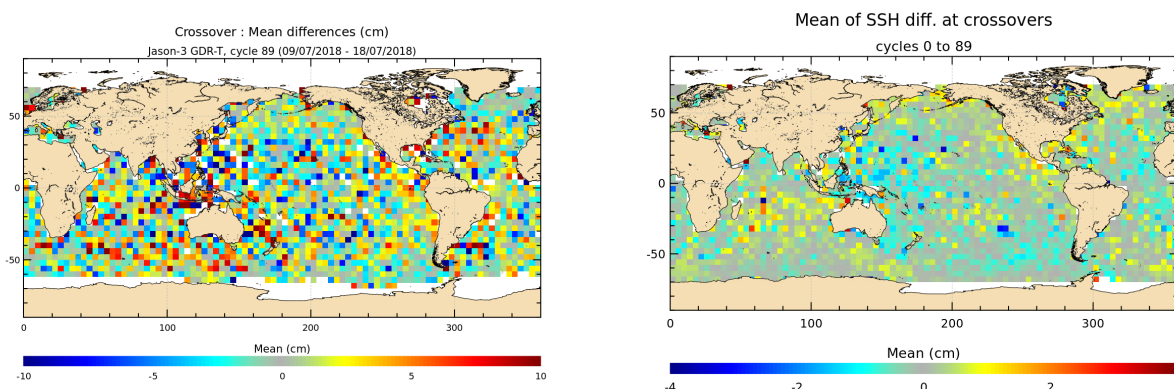 Crossover : Mean differences (cm)
Jason-3 GDR-T, cycle 89 (09/07/2018 - 18/07/2018)
50
0
-50
0 100 200 300
Mean (cm)
-10 -5 0 5 10
Mean of SSH diff. at crossovers
cycles 0 to 89
50
0
-50
0 100 200 300
Mean (cm)
-4 -2 0 2